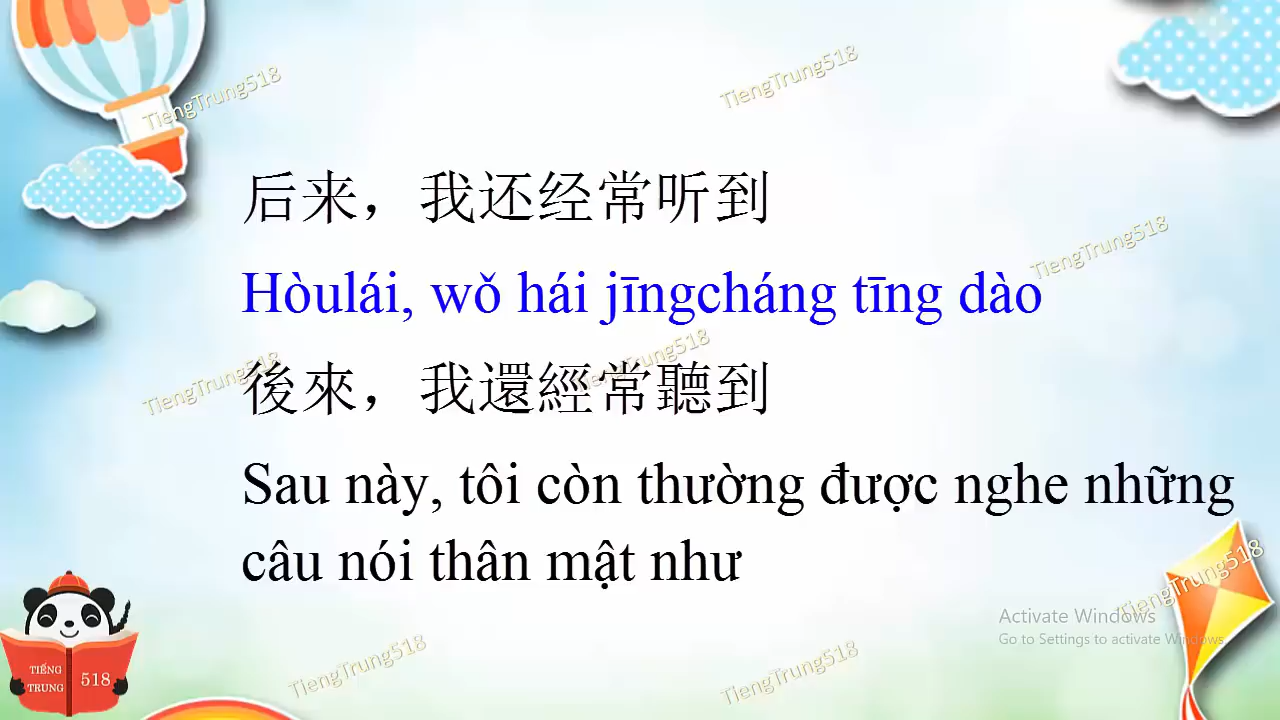 TiengTrung518
TiengTrung518
后来，我还经常听到
TiengTrung518
Hòulái, wǒ hái jīngcháng tīng dào
TiengTrung518
TiengTrung518
後來，我還經常聽到
Sau này, tôi còn thường được nghe những
câu nói thân mật như
TiengTrung518
Activate Windows
Go to Settings to activate Windows.
TIẾNG
TRUNG
518
TiengTrung518
TiengTrung518